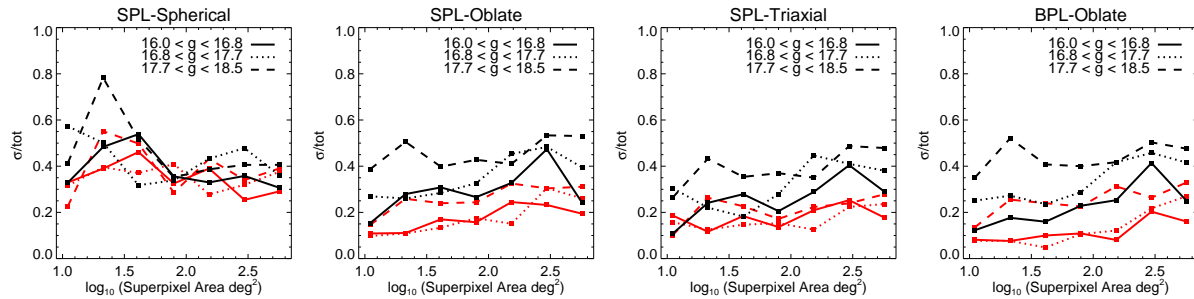 SPL-Spherical
1.0
0.8
0.6
0.4
0.2
0.0
σ/tot
16.0 < g < 16.8
16.8 < g < 17.7
17.7 < g < 18.5
1.0 1.5 2.0 2.5 3.0
log₁₀ (Superpixel Area deg²)
SPL-Oblate
1.0
0.8
0.6
0.4
0.2
0.0
σ/tot
16.0 < g < 16.8
16.8 < g < 17.7
17.7 < g < 18.5
1.0 1.5 2.0 2.5 3.0
log₁₀ (Superpixel Area deg²)
SPL-Triaxial
1.0
0.8
0.6
0.4
0.2
0.0
σ/tot
16.0 < g < 16.8
16.8 < g < 17.7
17.7 < g < 18.5
1.0 1.5 2.0 2.5 3.0
log₁₀ (Superpixel Area deg²)
BPL-Oblate
1.0
0.8
0.6
0.4
0.2
0.0
σ/tot
16.0 < g < 16.8
16.8 < g < 17.7
17.7 < g < 18.5
1.0 1.5 2.0 2.5 3.0
log₁₀ (Superpixel Area deg²)